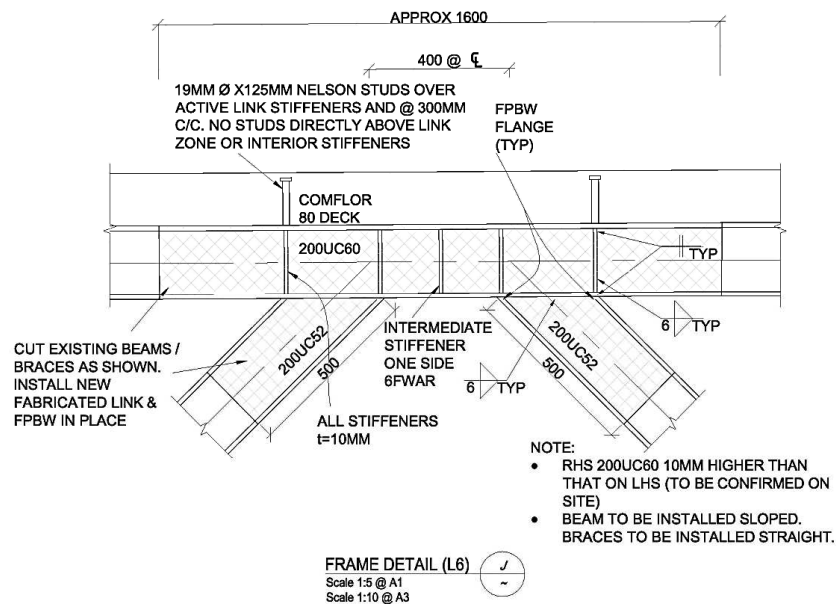 APPROX 1600
400 @ ℄
19MM Ø X125MM NELSON STUDS OVER
ACTIVE LINK STIFFENERS AND @ 300MM
C/C. NO STUDS DIRECTLY ABOVE LINK
ZONE OR INTERIOR STIFFENERS
FPBW
FLANGE
(TYP)
COMFLOR
80 DECK
200UC60
TYP
6 TYP
CUT EXISTING BEAMS /
BRACES AS SHOWN.
INSTALL NEW
FABRICATED LINK &
FPBW IN PLACE
200UC52
500
INTERMEDIATE
STIFFENER
ONE SIDE
6FWAR
6 TYP
200UC52
500
ALL STIFFENERS
t=10MM
NOTE:
• RHS 200UC60 10MM HIGHER THAN
THAT ON LHS (TO BE CONFIRMED ON
SITE)
• BEAM TO BE INSTALLED SLOPED.
BRACES TO BE INSTALLED STRAIGHT.
FRAME DETAIL (L6)
J
~
Scale 1:5 @ A1
Scale 1:10 @ A3